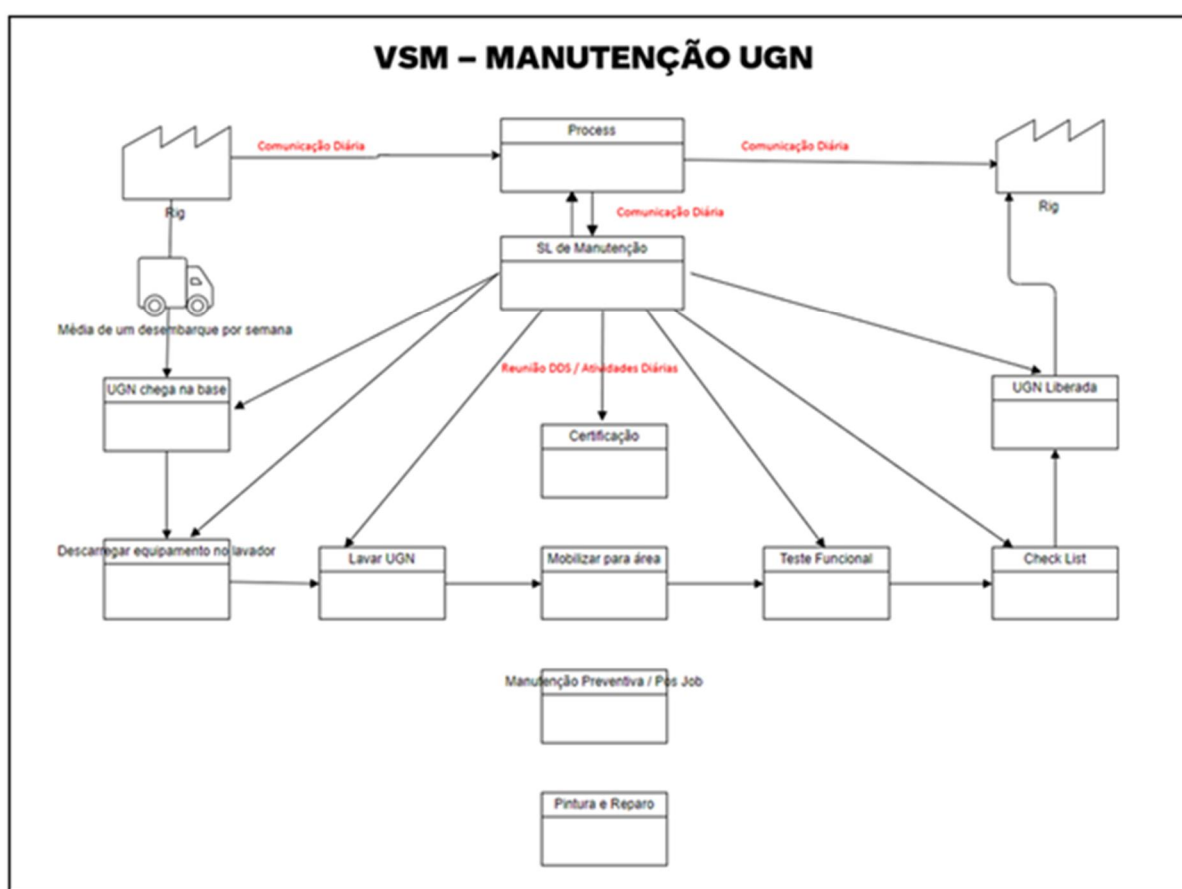 VSM – MANUTENÇÃO UGN
Comunicação Diária
Process
Comunicação Diária
Rig
Comunicação Diária
Rig
SL de Manutenção
Média de um desembarque por semana
Reunião DDS / Atividades Diárias
UGN chega na base
UGN Liberada
Certificação
Descarregar equipamento no lavador
Lavar UGN
Mobilizar para área
Teste Funcional
Check List
Manutenção Preventiva / Pós Job
Pintura e Reparo